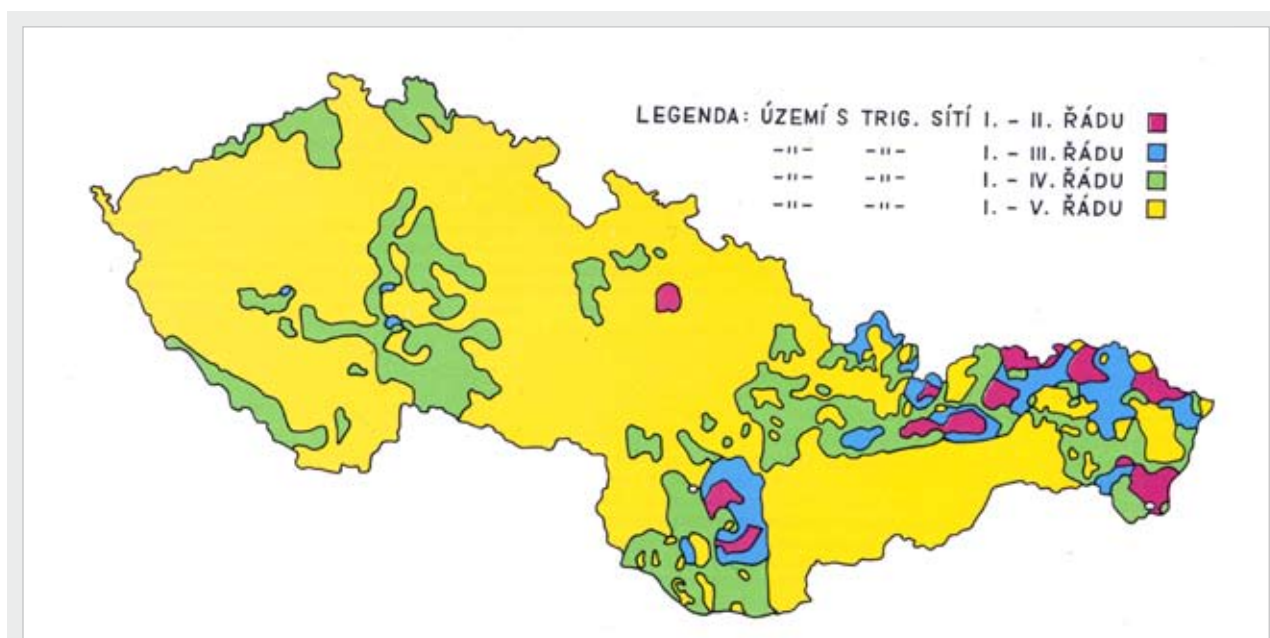 LEGENDA: ÚZEMÍ S TRIG. SÍTÍ I. - II. ŘÁDU
-"- -"- I. - III. ŘÁDU
-"- -"- I. - IV. ŘÁDU
-"- -"- I. - V. ŘÁDU